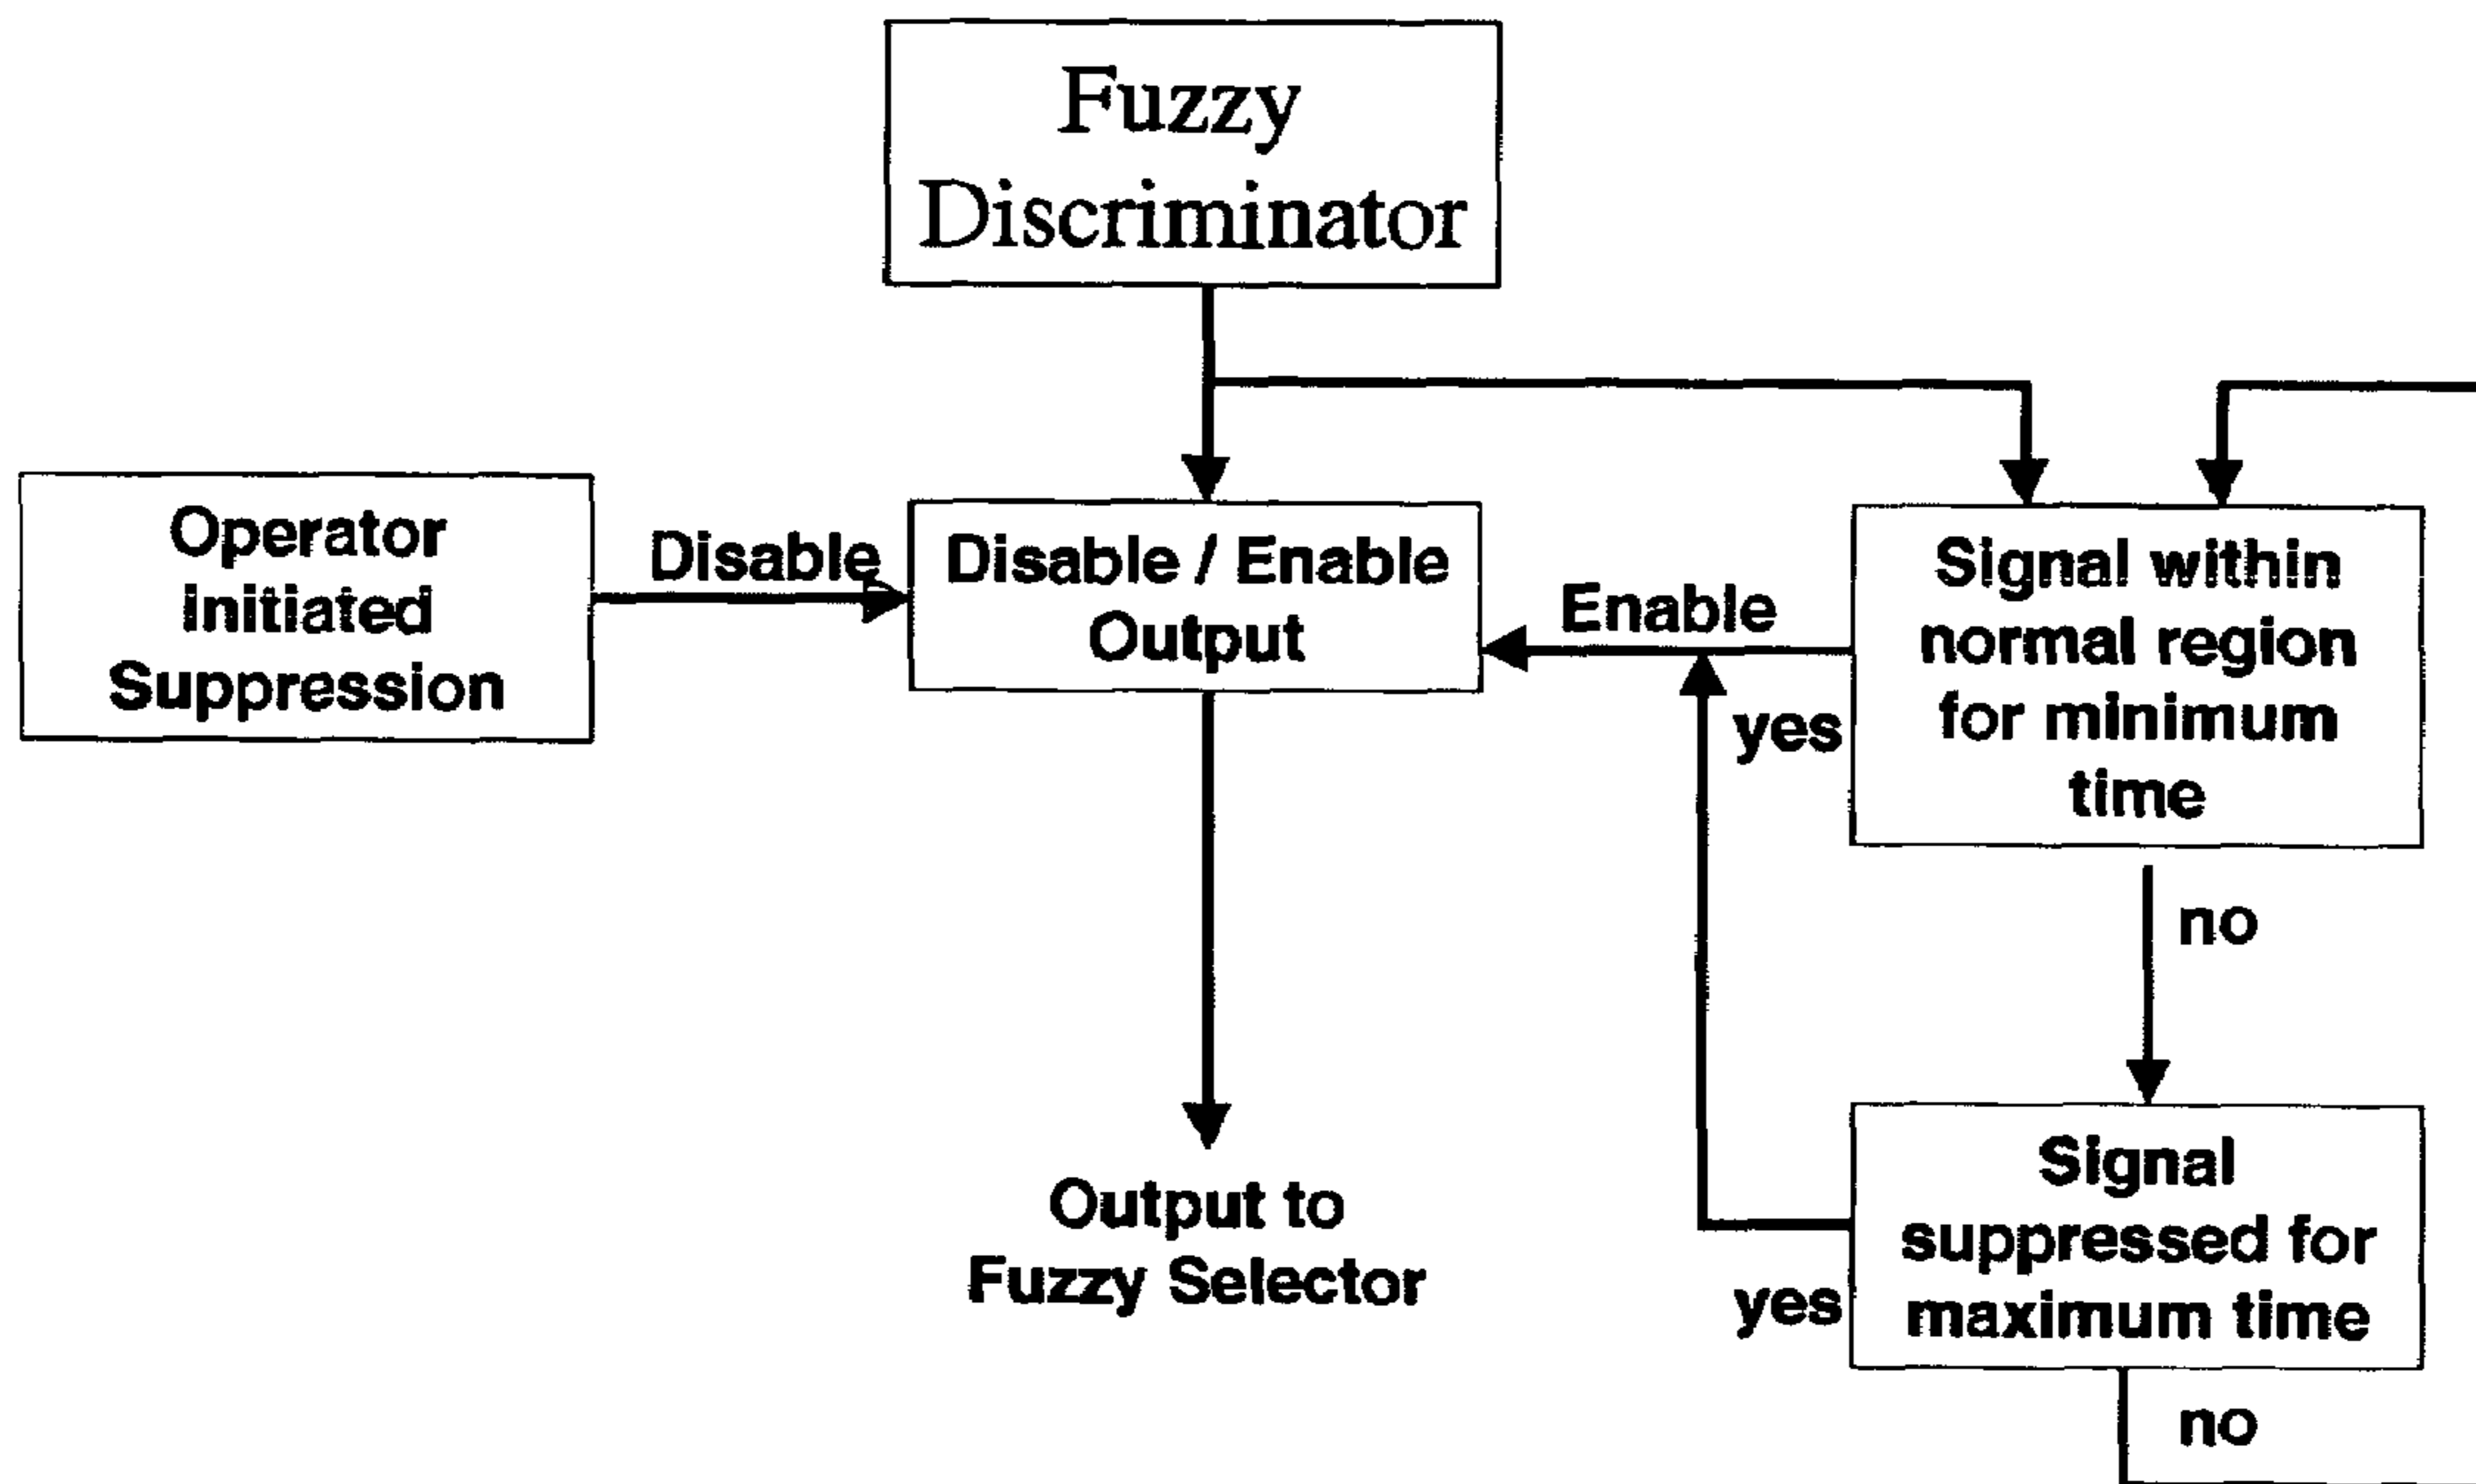 Fuzzy
Discriminator
Operator
Initiated
Suppression
Disable
Disable / Enable
Output
Enable
Signal within
normal region
for minimum
time
yes
no
Output to
Fuzzy Selector
Signal
suppressed for
maximum time
yes
no